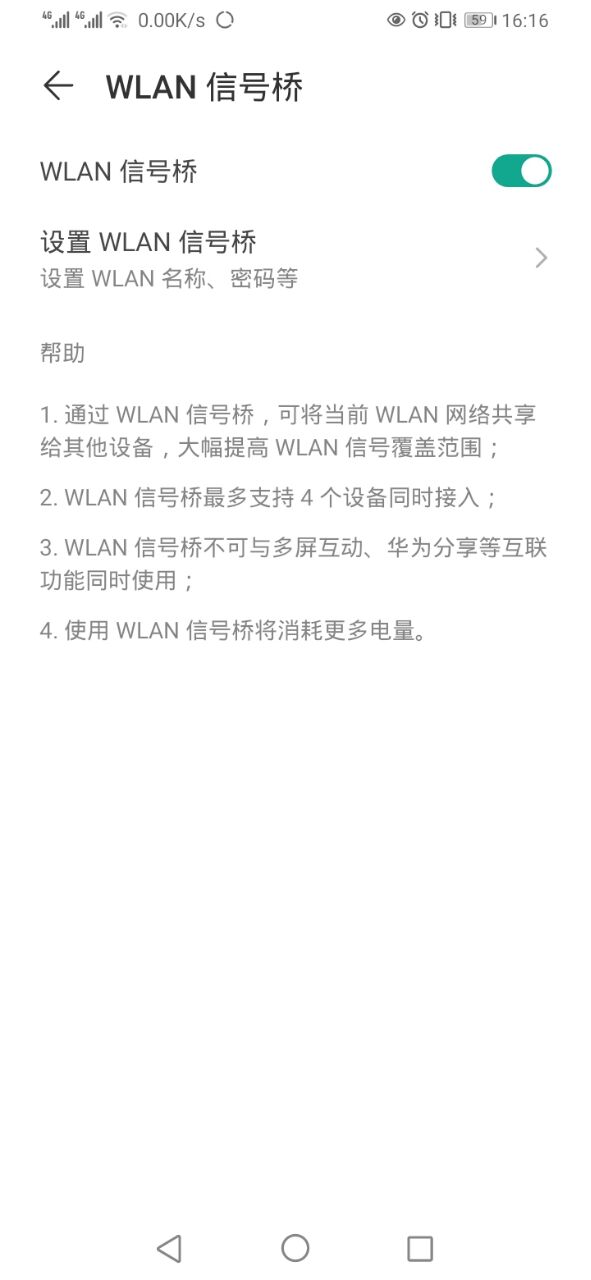 4G 4G 0.00K/s 59 16:16
WLAN 信号桥
WLAN 信号桥
设置 WLAN 信号桥
设置 WLAN 名称、密码等
帮助
1. 通过 WLAN 信号桥，可将当前 WLAN 网络共享
给其他设备，大幅提高 WLAN 信号覆盖范围；
2. WLAN 信号桥最多支持 4 个设备同时接入；
3. WLAN 信号桥不可与多屏互动、华为分享等互联
功能同时使用；
4. 使用 WLAN 信号桥将消耗更多电量。